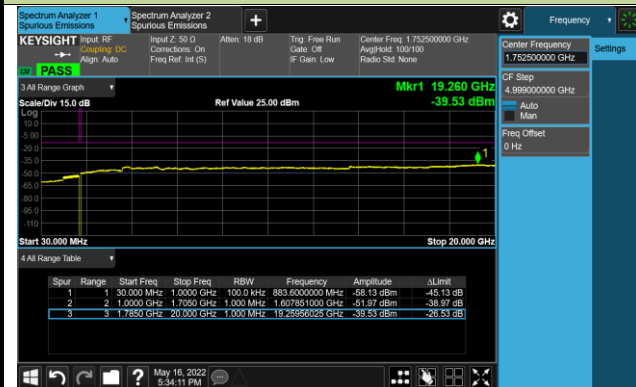 Spectrum Analyzer 1
Spurious Emissions
Spectrum Analyzer 2
Spurious Emissions
+
Frequency
KEYSIGHT
Input: RF
Coupling: DC
Align: Auto
Input Z: 50 Ω
Corrections: On
Freq Ref: Int (S)
Atten: 18 dB
Trig: Free Run
Gate: Off
IF Gain: Low
Center Freq: 1.752500000 GHz
Avg|Hold: 100/100
Radio Std: None
PASS
Center Frequency
1.752500000 GHz
Settings
CF Step
4.999000000 GHz
Auto
Man
Freq Offset
0 Hz
3 All Range Graph
Mkr1 19.260 GHz
-39.53 dBm
Scale/Div 15.0 dB
Ref Value 25.00 dBm
Log
10.0
-5.00
-20.0
-35.0
-50.0
-65.0
-80.0
-95.0
-110
1
Start 30.000 MHz
Stop 20.000 GHz
4 All Range Table
Spur Range Start Freq Stop Freq RBW Frequency Amplitude ΔLimit
1 1 30.000 MHz 1.0000 GHz 100.0 kHz 883.6000000 MHz -58.13 dBm -45.13 dB
2 2 1.0000 GHz 1.7050 GHz 1.000 MHz 1.607851000 GHz -51.97 dBm -38.97 dB
3 3 1.7850 GHz 20.000 GHz 1.000 MHz 19.25956025 GHz -39.53 dBm -26.53 dB
?
May 16, 2022
5:34:11 PM